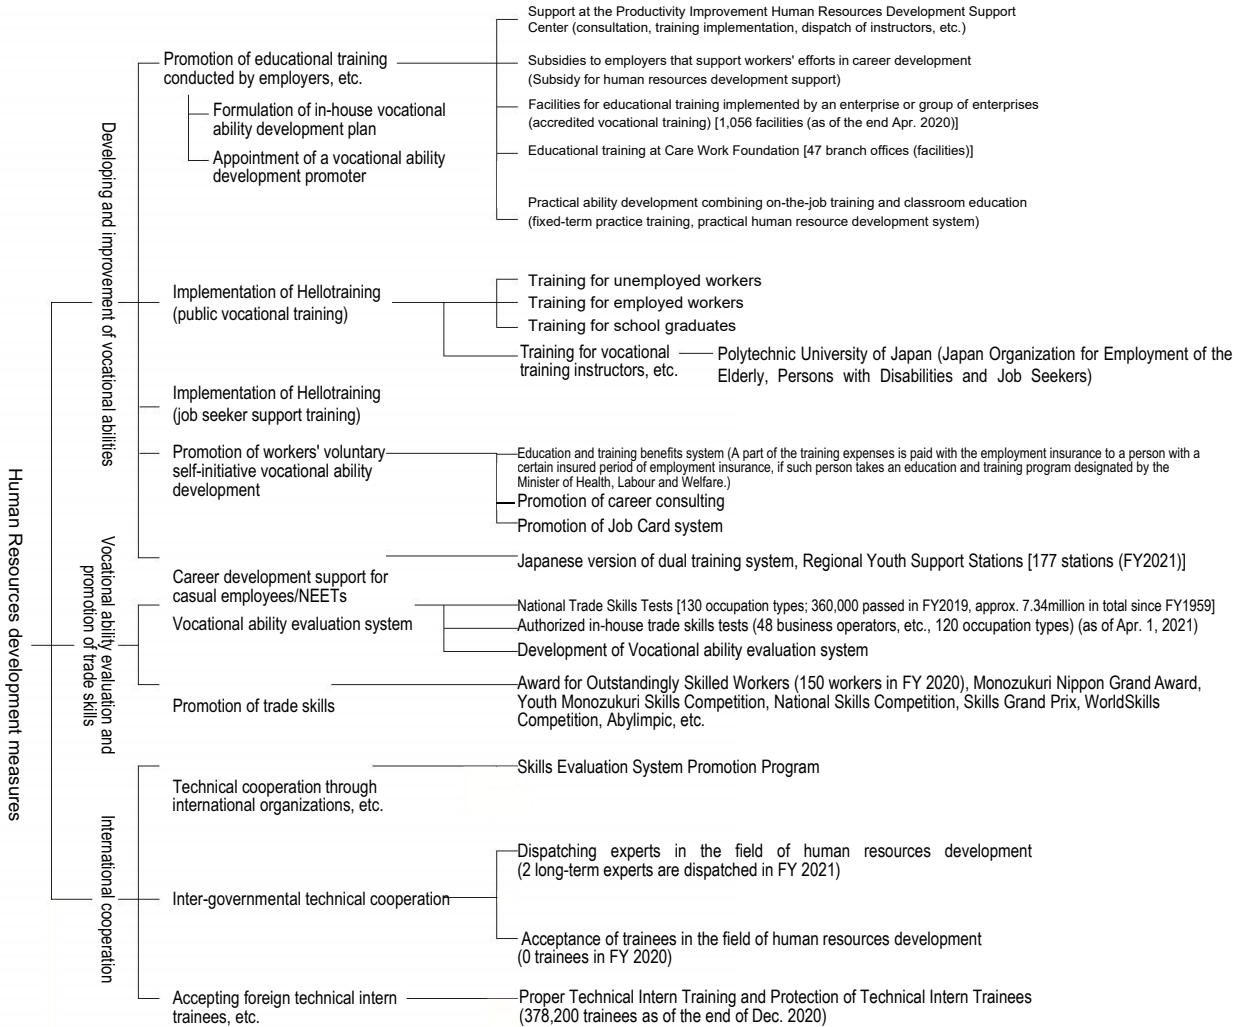 Human Resources development measures
Developing and improvement of vocational abilities
Promotion of educational training
conducted by employers, etc.
Formulation of in-house vocational
ability development plan
Appointment of a vocational ability
development promoter
Support at the Productivity Improvement Human Resources Development Support
Center (consultation, training implementation, dispatch of instructors, etc.)
Subsidies to employers that support workers' efforts in career development
(Subsidy for human resources development support)
Facilities for educational training implemented by an enterprise or group of enterprises
(accredited vocational training) [1,056 facilities (as of the end Apr. 2020)]
Educational training at Care Work Foundation [47 branch offices (facilities)]
Practical ability development combining on-the-job training and classroom education
(fixed-term practice training, practical human resource development system)
Implementation of Hellotraining
(public vocational training)
Training for unemployed workers
Training for employed workers
Training for school graduates
Training for vocational
training instructors, etc.
Polytechnic University of Japan (Japan Organization for Employment of the
Elderly, Persons with Disabilities and Job Seekers)
Implementation of Hellotraining
(job seeker support training)
Promotion of workers' voluntary
self-initiative vocational ability
development
Education and training benefits system (A part of the training expenses is paid with the employment insurance to a person with a
certain insured period of employment insurance, if such person takes an education and training program designated by the
Minister of Health, Labour and Welfare.)
Promotion of career consulting
Promotion of Job Card system
Career development support for
casual employees/NEETs
Japanese version of dual training system, Regional Youth Support Stations [177 stations (FY2021)]
Vocational ability evaluation and
promotion of trade skills
Vocational ability evaluation system
National Trade Skills Tests [130 occupation types; 360,000 passed in FY2019, approx. 7.34million in total since FY1959]
Authorized in-house trade skills tests (48 business operators, etc., 120 occupation types) (as of Apr. 1, 2021)
Development of Vocational ability evaluation system
Promotion of trade skills
Award for Outstandingly Skilled Workers (150 workers in FY 2020), Monozukuri Nippon Grand Award,
Youth Monozukuri Skills Competition, National Skills Competition, Skills Grand Prix, WorldSkills
Competition, Abylimpic, etc.
International cooperation
Technical cooperation through
international organizations, etc.
Skills Evaluation System Promotion Program
Inter-governmental technical cooperation
Dispatching experts in the field of human resources development
(2 long-term experts are dispatched in FY 2021)
Acceptance of trainees in the field of human resources development
(0 trainees in FY 2020)
Accepting foreign technical intern
trainees, etc.
Proper Technical Intern Training and Protection of Technical Intern Trainees
(378,200 trainees as of the end of Dec. 2020)